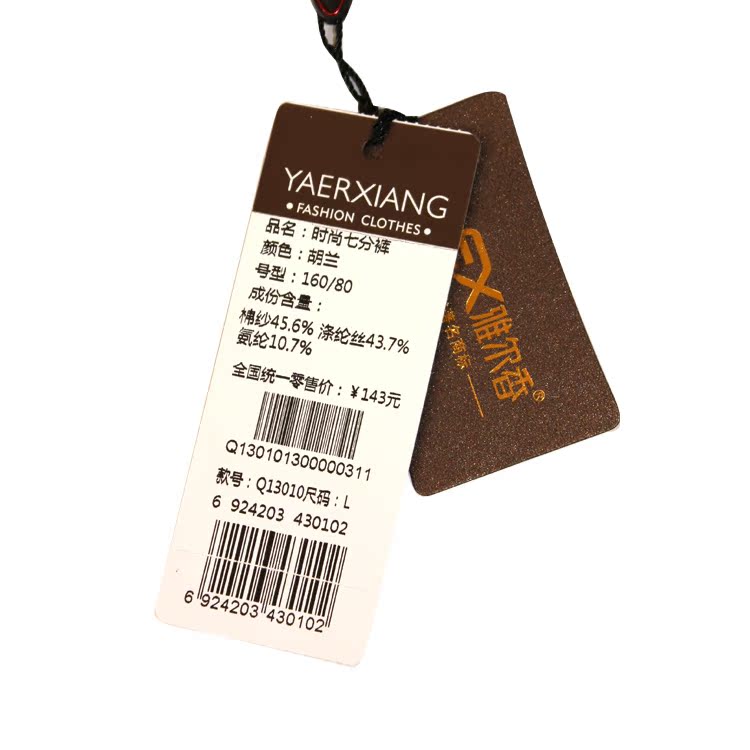 YAERXIANG
• FASHION CLOTHES •
品名：时尚七分裤
颜色：胡兰
号型：160/80
成份含量：
棉纱45.6% 涤纶丝43.7%
氨纶10.7%
全国统一零售价：￥143元
Q130101300000311
款号：Q13010尺码：L
6 924203 430102
6 924203 430102
雅尔香®
名商标